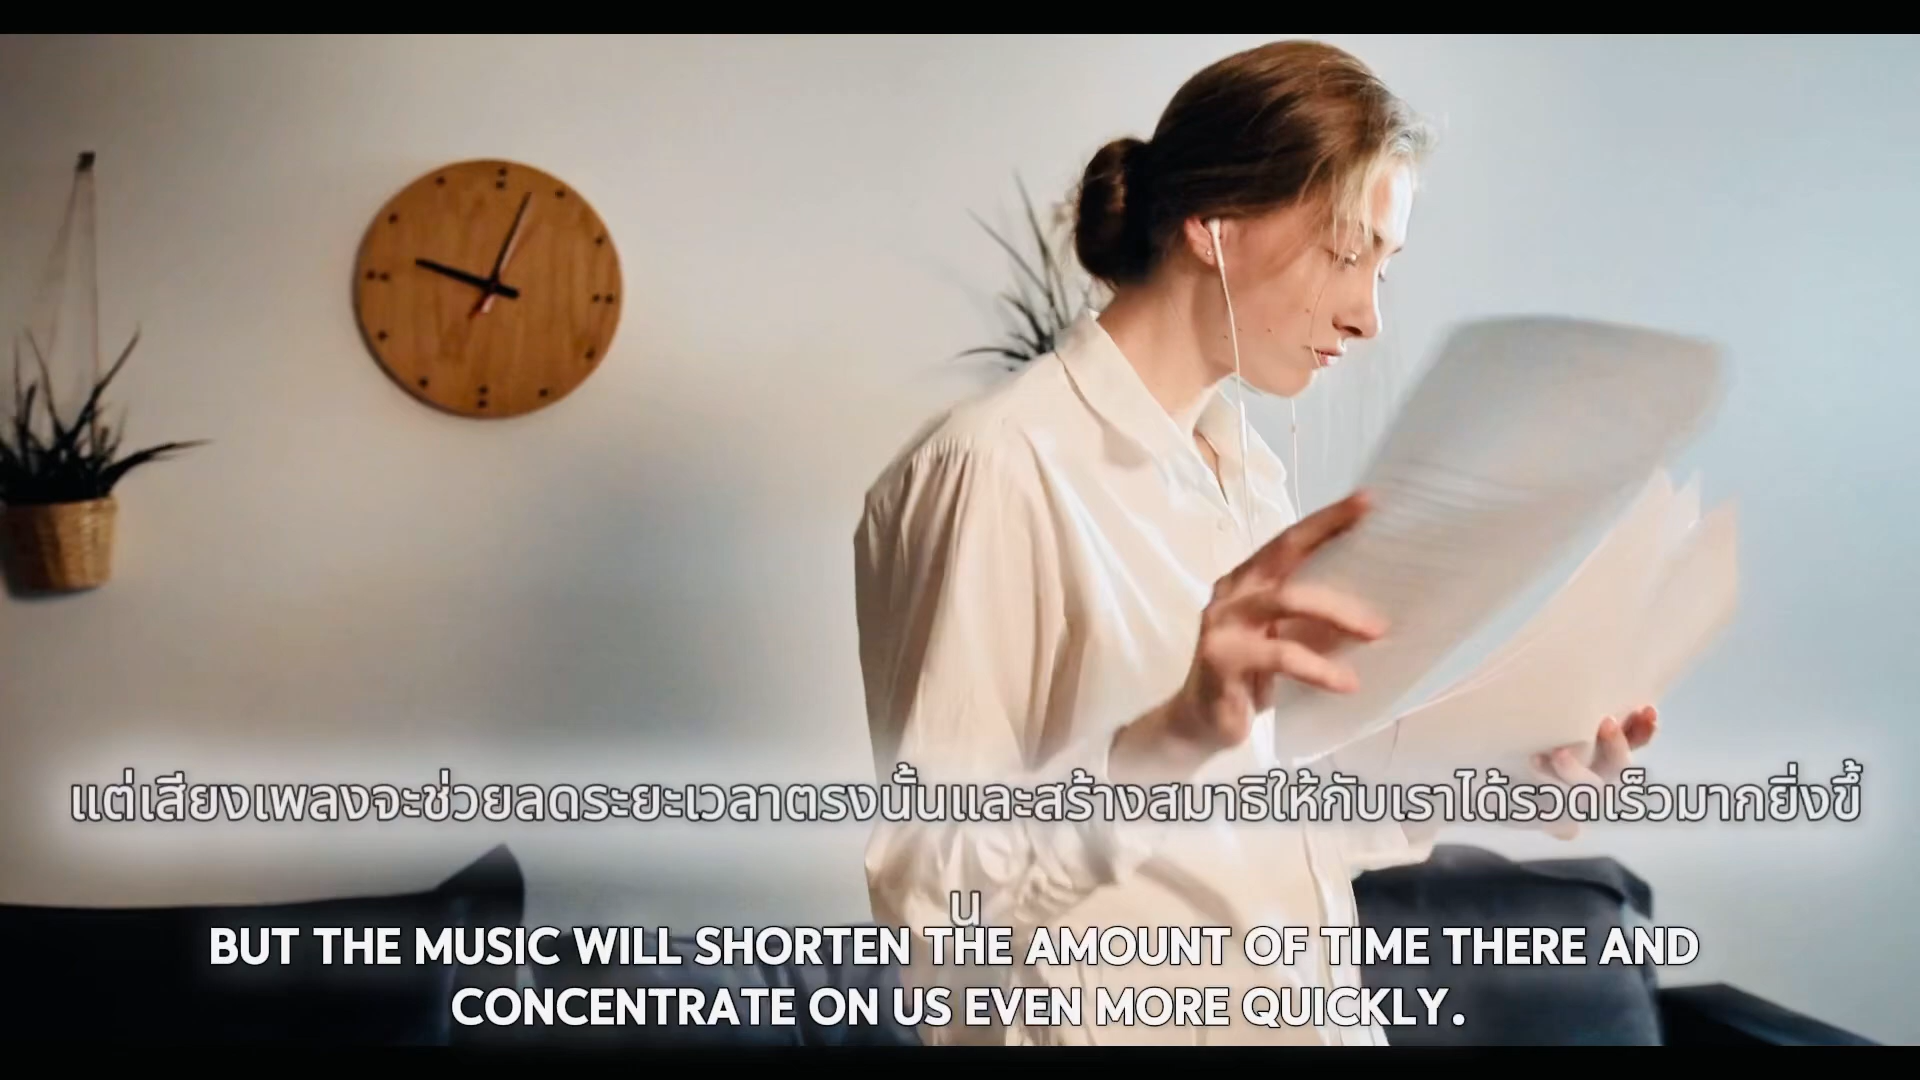 แต่เสียงเพลงจะช่วยลดระยะเวลาตรงนั้นและสร้างสมาธิให้กับเราได้รวดเร็วมากยิ่งขึ้
น
BUT THE MUSIC WILL SHORTEN THE AMOUNT OF TIME THERE AND
CONCENTRATE ON US EVEN MORE QUICKLY.